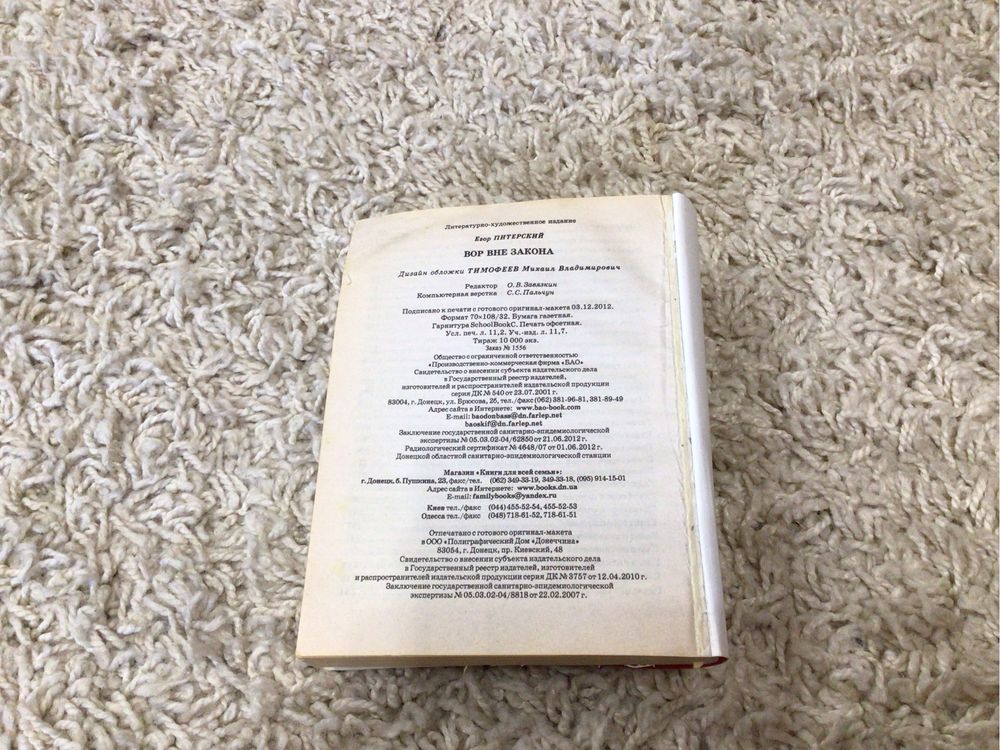 Литературно-художественное издание
Егор ПИТЕРСКИЙ
ВОР ВНЕ ЗАКОНА
Дизайн обложки ТИМОФЕЕВ Михаил Владимирович
Редактор О.В. Завязкин
Компьютерная верстка С.С. Пальчун
Подписано к печати с готового оригинал-макета 03.12.2012.
Формат 70×108/32. Бумага газетная.
Гарнитура SchoolBookC. Печать офсетная.
Усл. печ. л. 11,2. Уч.-изд. л. 11,7.
Тираж 10 000 экз.
Заказ № 1556
Общество с ограниченной ответственностью
«Производственно-коммерческая фирма «БАО»
Свидетельство о внесении субъекта издательского дела
в Государственный реестр издателей,
изготовителей и распространителей издательской продукции
серия ДК № 540 от 23.07.2001 г.
83004, г. Донецк, ул. Брюсова, 26, тел./факс (062) 381-96-81, 381-89-49
Адрес сайта в Интернете: www.bao-book.com
E-mail: baodonbass@dn.farlep.net
baoskif@dn.farlep.net
Заключение государственной санитарно-эпидемиологической
экспертизы № 05.03.02-04/62850 от 21.06.2012 г.
Радиологический сертификат № 4648/07 от 01.06.2012 г.
Донецкой областной санитарно-эпидемиологической станции
Магазин «Книги для всей семьи»:
г. Донецк, б. Пушкина, 23, факс/тел. (062) 349-33-19, 349-33-18, (095) 914-15-01
Адрес сайта в Интернете: www.books.dn.ua
E-mail: familybooks@yandex.ru
Киев тел./факс (044) 455-52-54, 455-52-53
Одесса тел./факс (048) 718-61-52, 718-61-51
Отпечатано с готового оригинал-макета
в ООО «Полиграфический Дом «Донеччина»
83054, г. Донецк, пр. Киевский, 48
Свидетельство о внесении субъекта издательского дела
в Государственный реестр издателей, изготовителей
и распространителей издательской продукции серия ДК № 3757 от 12.04.2010 г.
Заключение государственной санитарно-эпидемиологической
экспертизы № 05.03.02-04/8818 от 22.02.2007 г.